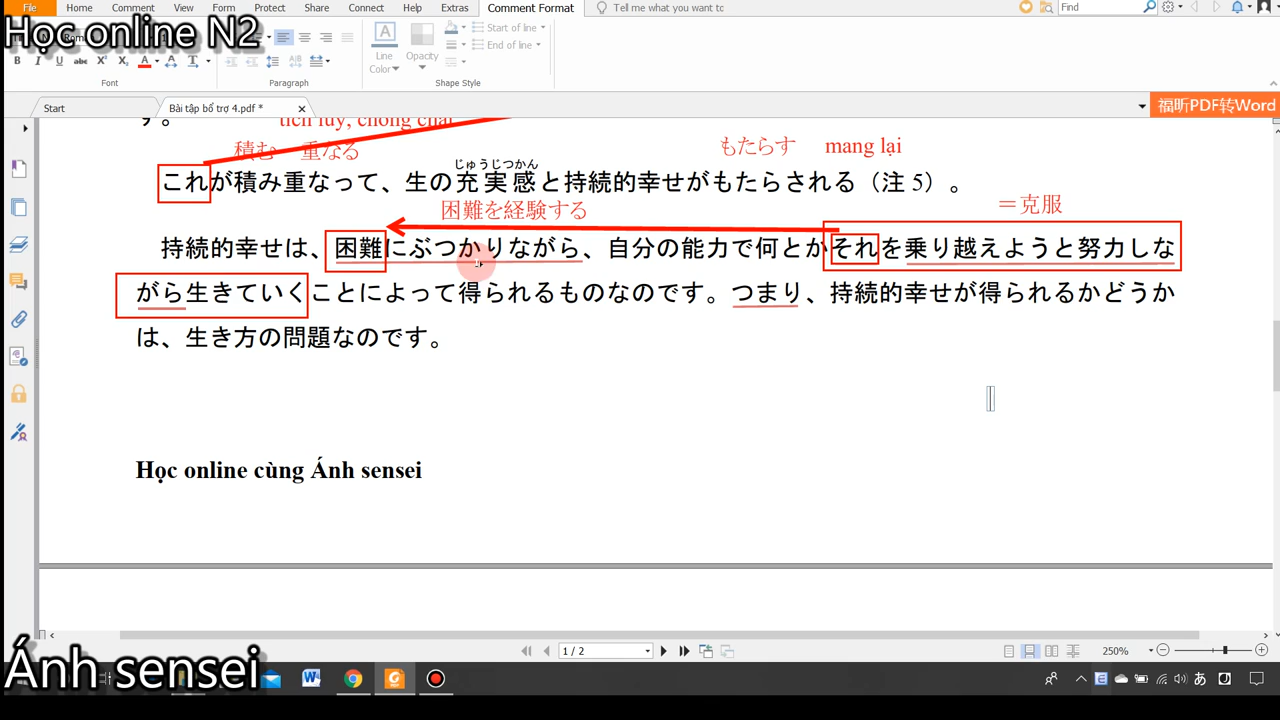 File Home Comment View Form Protect Share Connect Help Extras Comment Format Tell me what you want tc Find
Học online N2
Line Color
Opacity
Start of line
End of line
Font Paragraph Shape Style
Start Bài tập bổ trợ 4.pdf * 福昕PDF转Word
す。 tích lũy, chồng chất
積む 重なる もたらす mang lại
じゅうじつかん
これが積み重なって、生の充実感と持続的幸せがもたらされる（注 5）。
困難を経験する ＝克服
持続的幸せは、困難にぶつかりながら、自分の能力で何とかそれを乗り越えようと努力しな
がら生きていくことによって得られるものなのです。つまり、持続的幸せが得られるかどうか
は、生き方の問題なのです。
Học online cùng Ánh sensei
1 / 2 250%
Ánh sensei
あ